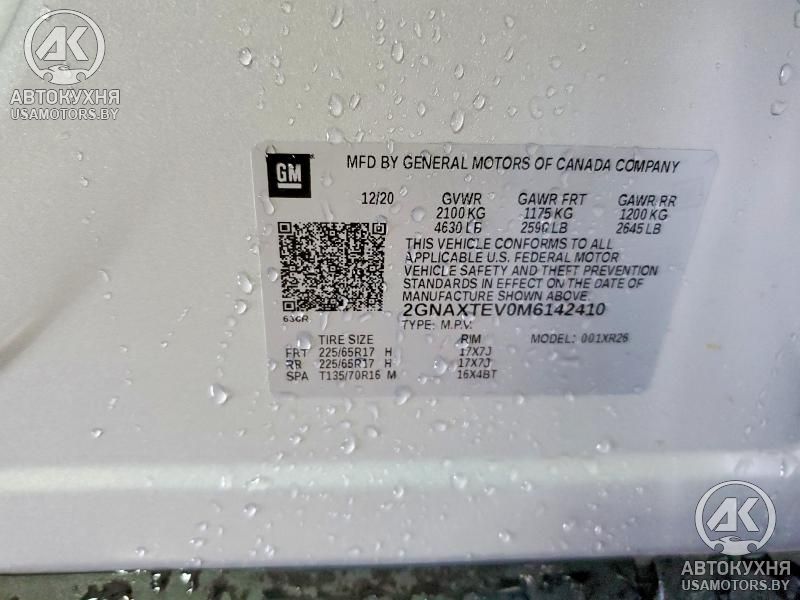 АК
АВТОКУХНЯ
USAMOTORS.BY
GM
MFD BY GENERAL MOTORS OF CANADA COMPANY
12/20 GVWR GAWR FRT GAWR RR
2100 KG 1175 KG 1200 KG
4630 LB 2590 LB 2645 LB
THIS VEHICLE CONFORMS TO ALL
APPLICABLE U.S. FEDERAL MOTOR
VEHICLE SAFETY AND THEFT PREVENTION
STANDARDS IN EFFECT ON THE DATE OF
MANUFACTURE SHOWN ABOVE.
2GNAXTEV0M6142410
63CR
TYPE: M.P.V. MODEL: 001XR26
TIRE SIZE RIM
FRT 225/65R17 H 17X7J
RR 225/65R17 H 17X7J
SPA T135/70R16 M 16X4BT
АК
АВТОКУХНЯ
USAMOTORS.BY